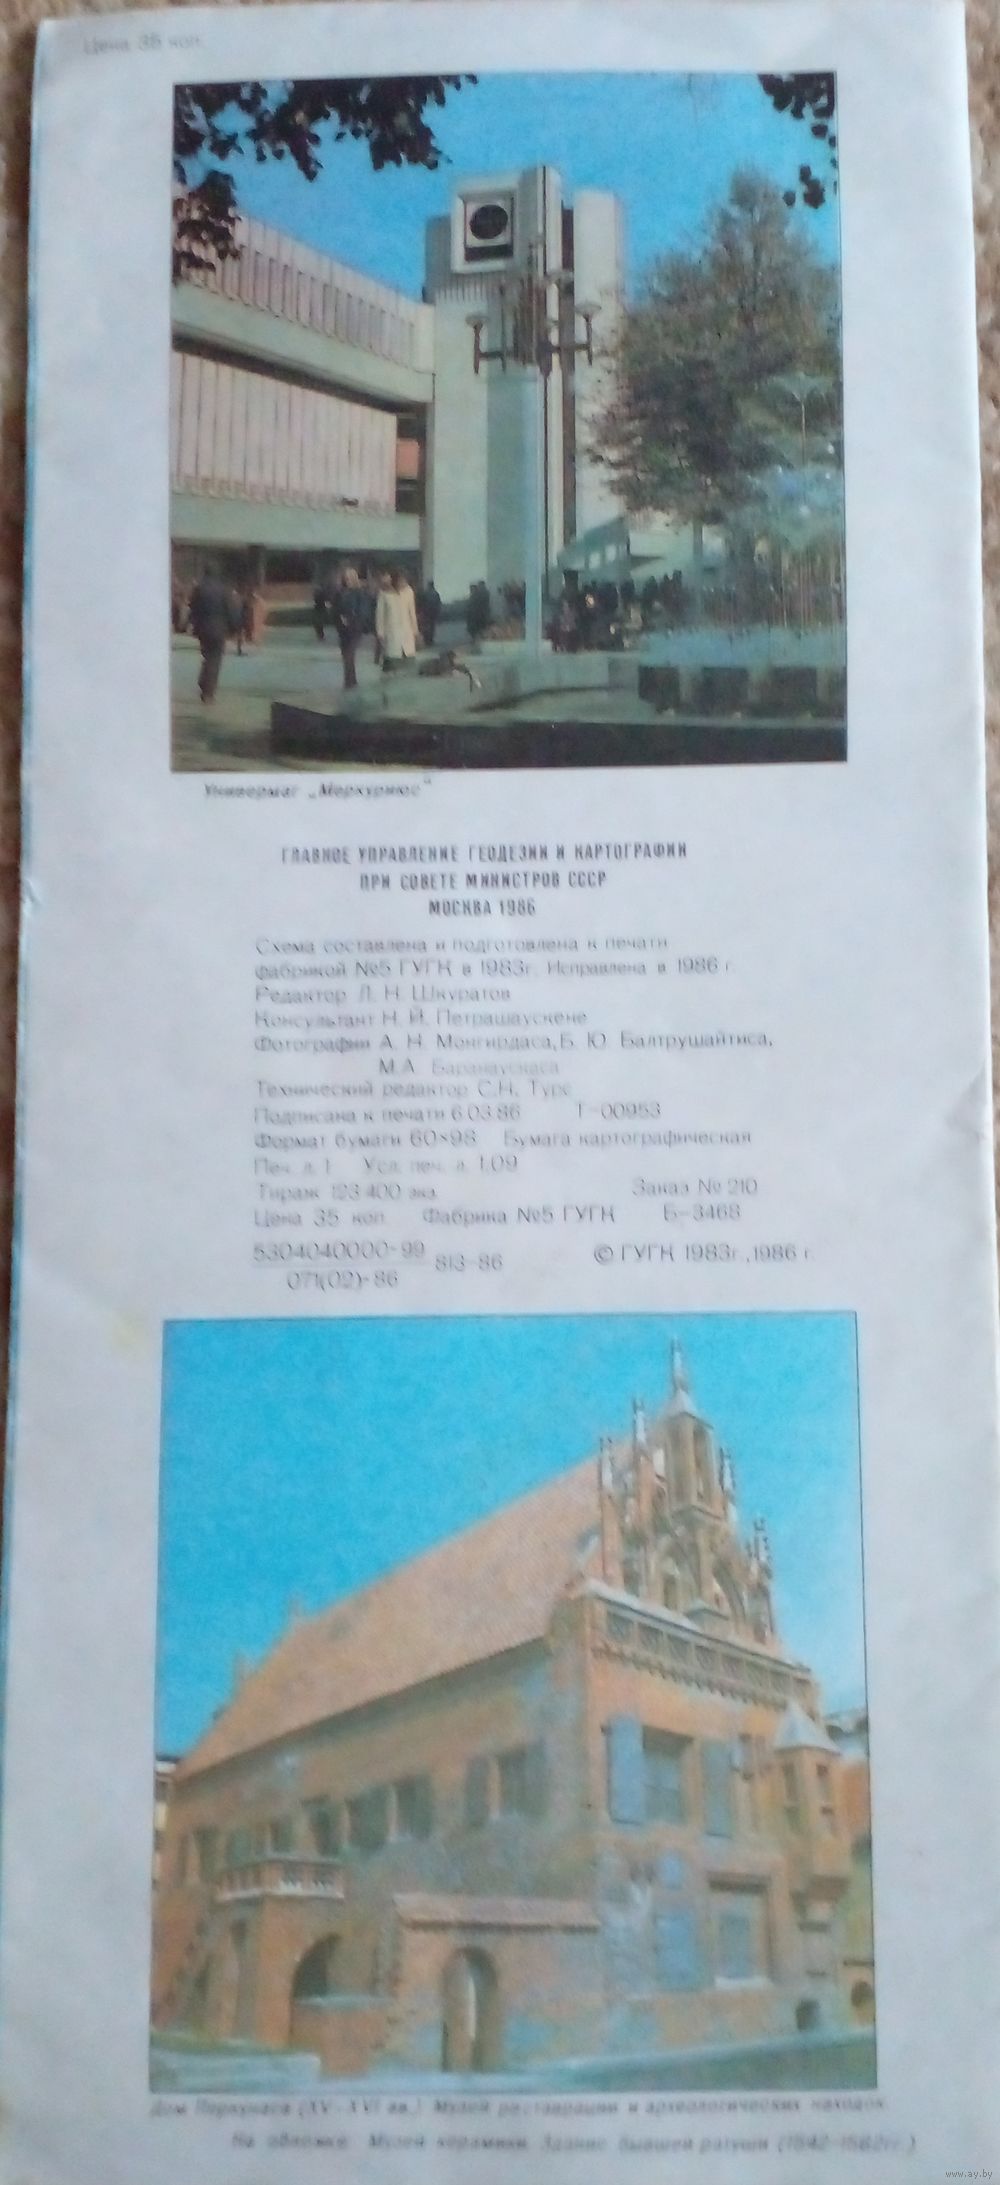 Цена 35 коп.
Универмаг „Меркуриюс"
ГЛАВНОЕ УПРАВЛЕНИЕ ГЕОДЕЗИИ И КАРТОГРАФИИ
ПРИ СОВЕТЕ МИНИСТРОВ СССР
МОСКВА 1986
Схема составлена и подготовлена к печати
фабрикой №5 ГУГК в 1983г. Исправлена в 1986 г.
Редактор Л. Н. Шкуратов
Консультант Н. Й. Петрашаускене
Фотографии А. Н. Монгирдаса, Б. Ю. Балтрушайтиса,
М.А. Баранаускаса
Технический редактор С.Н. Турс
Подписана к печати 6.03.86 Г-00953
Формат бумаги 60×98 Бумага картографическая
Печ. л. 1 Усл. печ. л. 1,09
Тираж 123 400 экз. Заказ № 210
Цена 35 коп. Фабрика №5 ГУГК Б-3468
5304040000-99
071(02)-86 813-86 © ГУГК 1983г., 1986 г.
Дом Перкунаса (XV-XVI вв.). Музей реставрации и археологических находок
На обложке: Музей керамики. Здание бывшей ратуши (1542-1562гг.)
www.ay.by